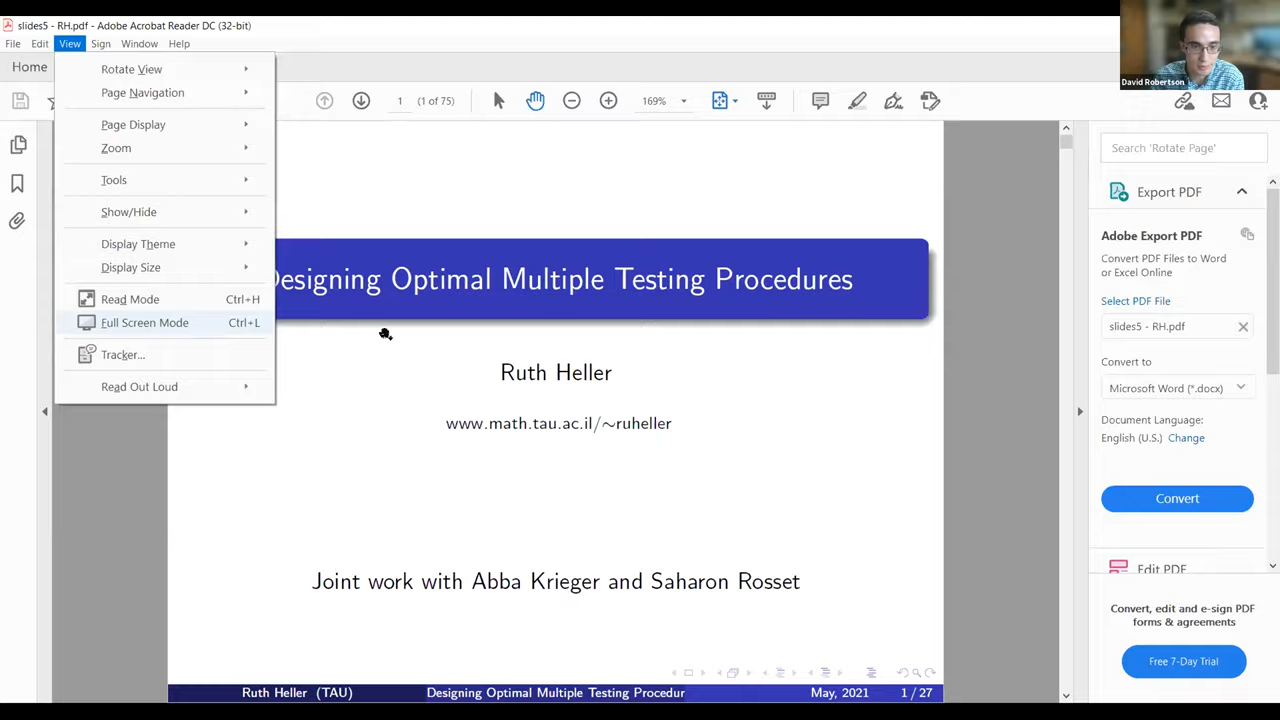 slides5 - RH.pdf - Adobe Acrobat Reader DC (32-bit)
File Edit View Sign Window Help
Home
1 (1 of 75) 169%
Rotate View
Page Navigation
Page Display
Zoom
Tools
Show/Hide
Display Theme
Display Size
Read Mode Ctrl+H
Full Screen Mode Ctrl+L
Tracker...
Read Out Loud
Designing Optimal Multiple Testing Procedures
Ruth Heller
www.math.tau.ac.il/~ruheller
Joint work with Abba Krieger and Saharon Rosset
Ruth Heller (TAU) Designing Optimal Multiple Testing Procedur May, 2021 1 / 27
David Robertson
Search 'Rotate Page'
Export PDF
Adobe Export PDF
Convert PDF Files to Word
or Excel Online
Select PDF File
slides5 - RH.pdf
Convert to
Microsoft Word (*.docx)
Document Language:
English (U.S.) Change
Convert
Edit PDF
Convert, edit and e-sign PDF
forms & agreements
Free 7-Day Trial